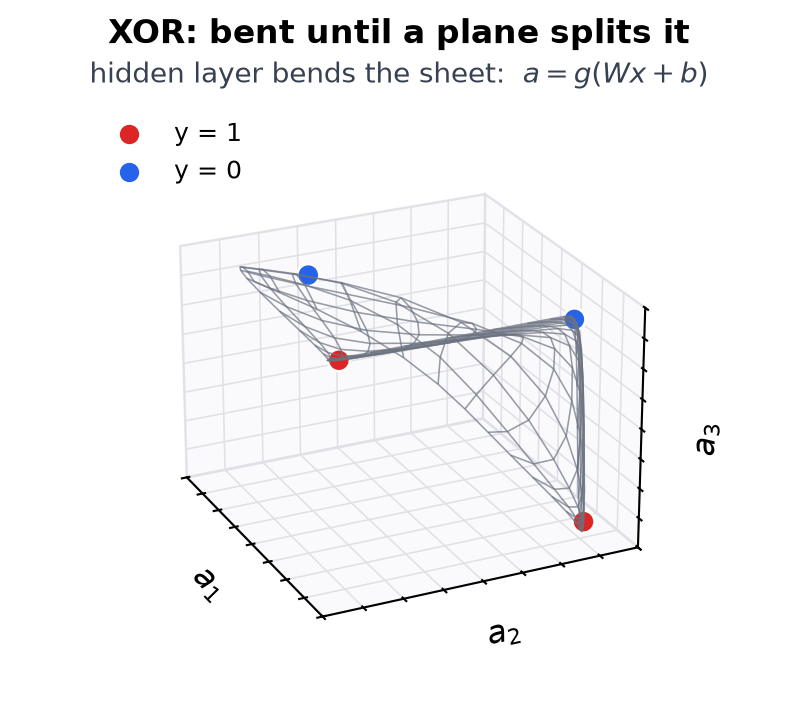 XOR: bent until a plane splits it
hidden layer bends the sheet: a = g(Wx + b)
y = 1
y = 0
a₃
a₁
a₂